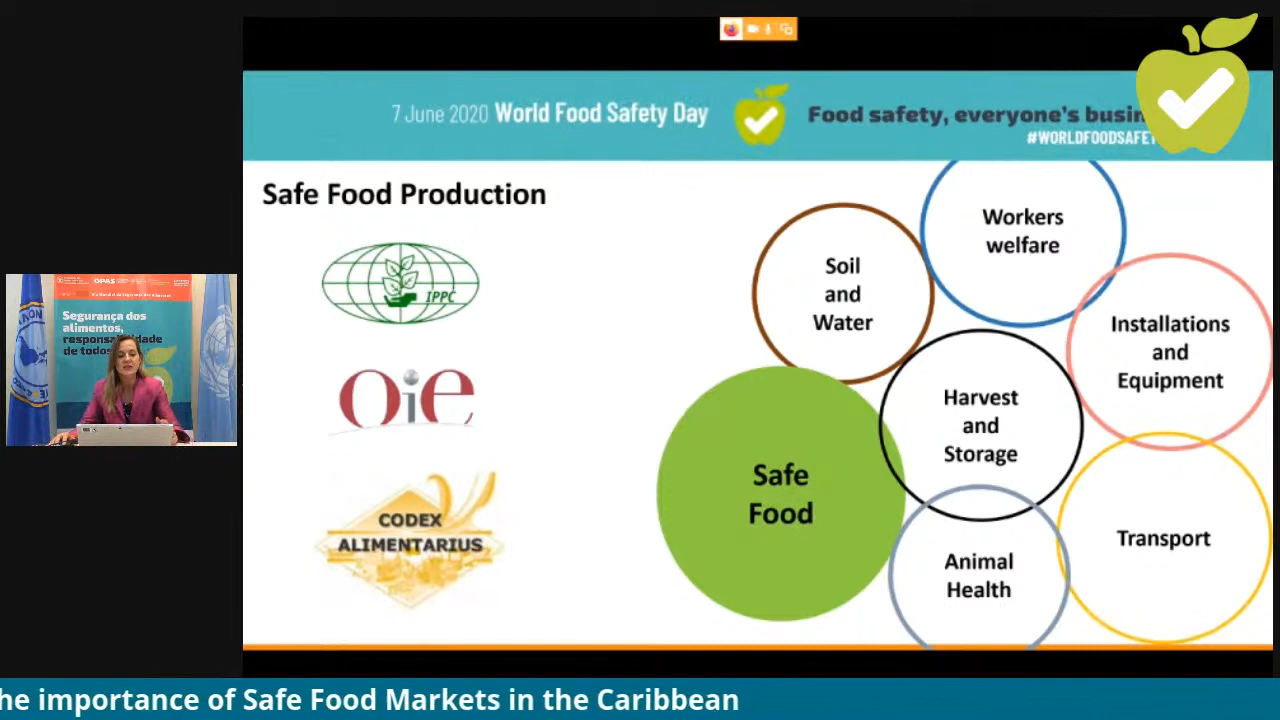 7 June 2020 World Food Safety Day
Food safety, everyone's busin
#WORLDFOODSAFET
Safe Food Production
IPPC
OiE
CODEX
ALIMENTARIUS
Workers
welfare
Soil
and
Water
Installations
and
Equipment
Harvest
and
Storage
Safe
Food
Transport
Animal
Health
OPAS
Segurança dos
alimentos,
responsabilidade
de todos
he importance of Safe Food Markets in the Caribbean